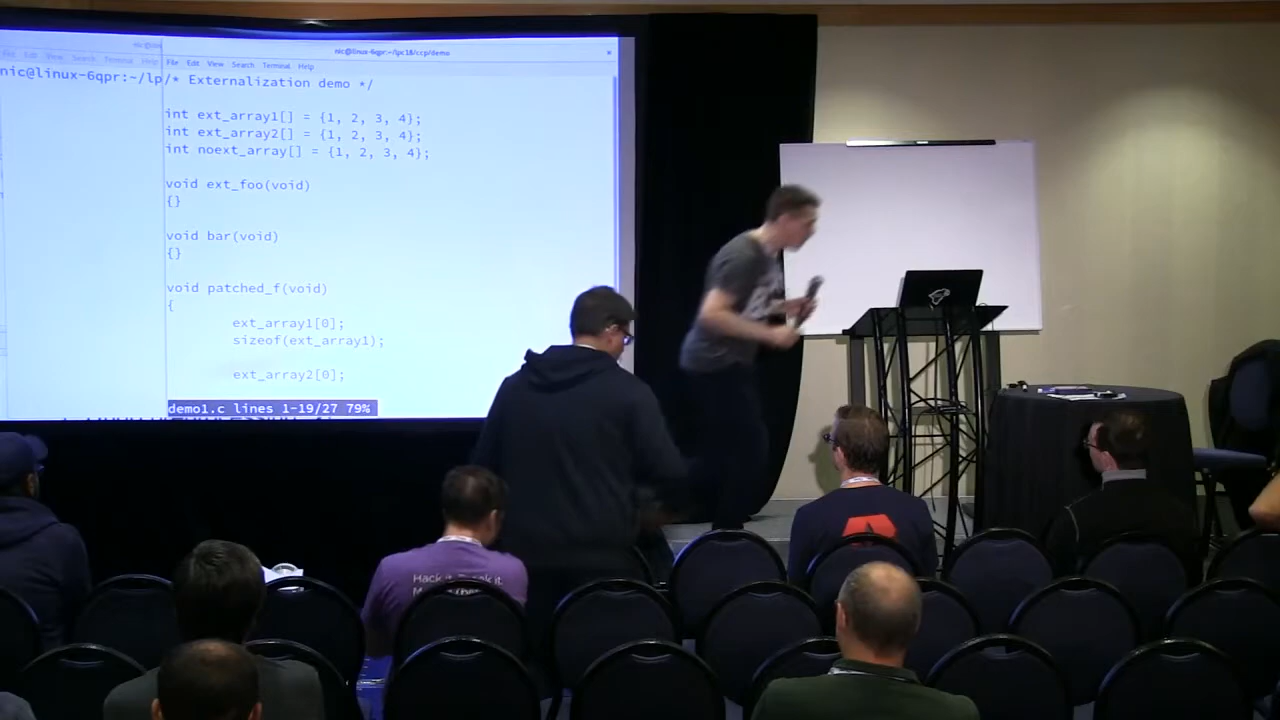 nic@linux-6qpr:~/lpc18/ccp/demo
File Edit View Search Terminal Help
nic@linux-6qpr:~/lp
/* Externalization demo */
int ext_array1[] = {1, 2, 3, 4};
int ext_array2[] = {1, 2, 3, 4};
int noext_array[] = {1, 2, 3, 4};
void ext_foo(void)
{}
void bar(void)
{}
void patched_f(void)
{
ext_array1[0];
sizeof(ext_array1);
ext_array2[0];
demo1.c lines 1-19/27 79%
Hack it.